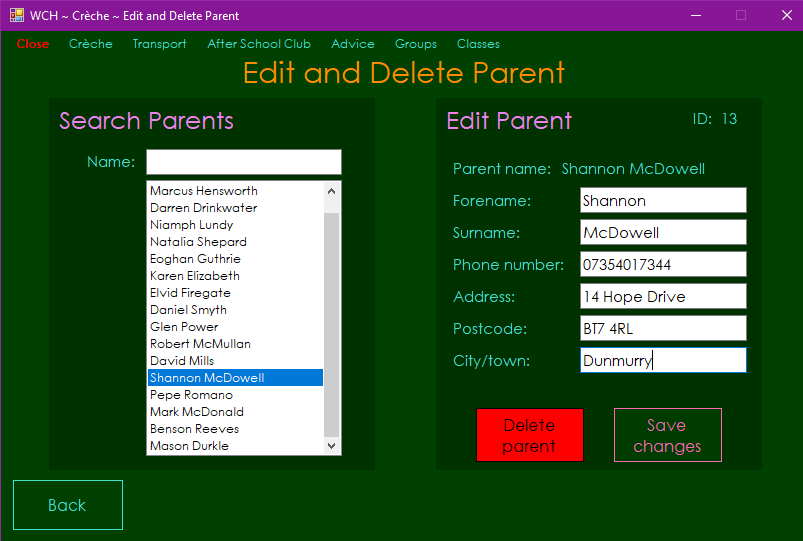 WCH ~ Crèche ~ Edit and Delete Parent
Close Crèche Transport After School Club Advice Groups Classes
Edit and Delete Parent
Search Parents
Name:
Marcus Hensworth
Darren Drinkwater
Niamph Lundy
Natalia Shepard
Eoghan Guthrie
Karen Elizabeth
Elvid Firegate
Daniel Smyth
Glen Power
Robert McMullan
David Mills
Shannon McDowell
Pepe Romano
Mark McDonald
Benson Reeves
Mason Durkle
Edit Parent ID: 13
Parent name: Shannon McDowell
Forename: Shannon
Surname: McDowell
Phone number: 07354017344
Address: 14 Hope Drive
Postcode: BT7 4RL
City/town: Dunmurry
Delete
parent
Save
changes
Back